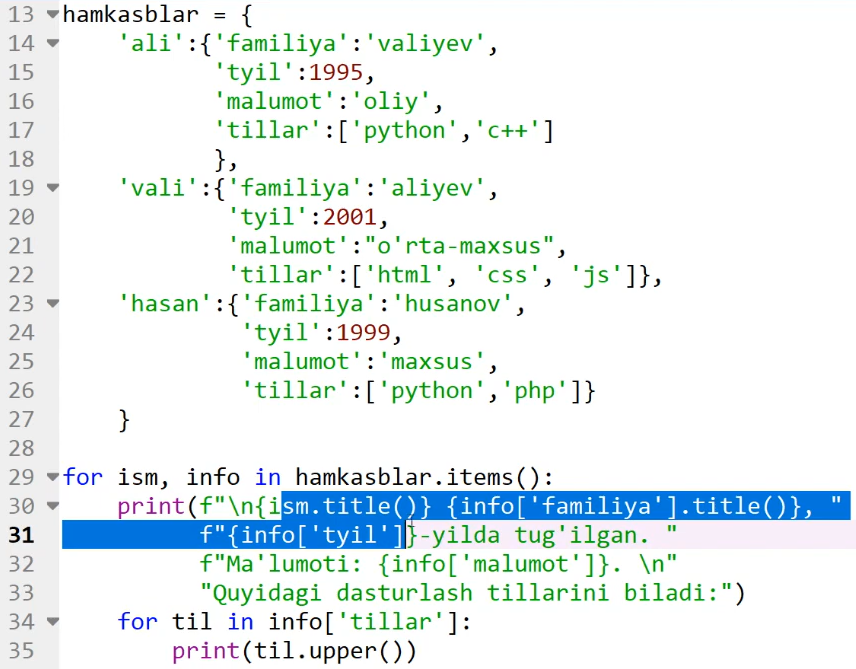 13 hamkasblar = {
14     'ali':{'familiya':'valiyev',
15            'tyil':1995,
16            'malumot':'oliy',
17            'tillar':['python','c++']
18            },
19     'vali':{'familiya':'aliyev',
20             'tyil':2001,
21             'malumot':"o'rta-maxsus",
22             'tillar':['html', 'css', 'js']},
23     'hasan':{'familiya':'husanov',
24              'tyil':1999,
25              'malumot':'maxsus',
26              'tillar':['python','php']}
27     }
28
29 for ism, info in hamkasblar.items():
30     print(f"\n{ism.title()} {info['familiya'].title()}, "
31           f"{info['tyil']}-yilda tug'ilgan. "
32           f"Ma'lumoti: {info['malumot']}. \n"
33           "Quyidagi dasturlash tillarini biladi:")
34     for til in info['tillar']:
35         print(til.upper())